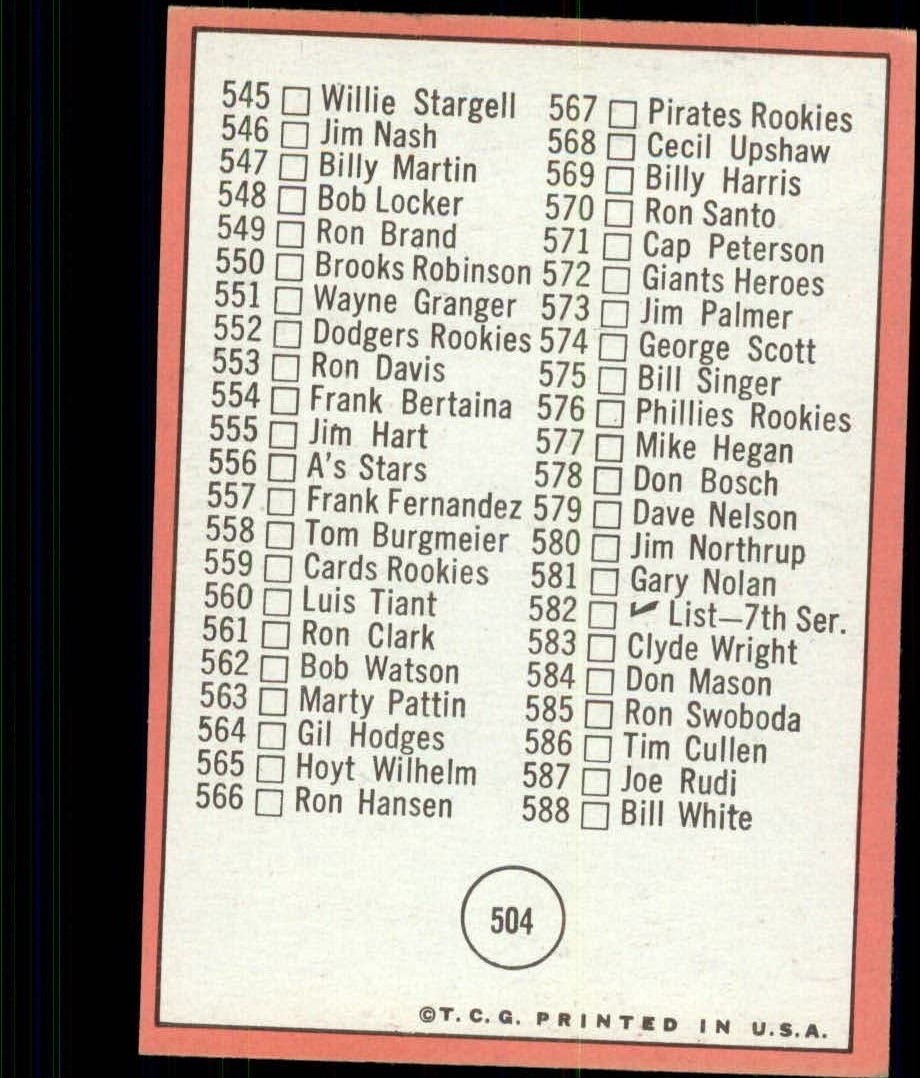 545 ☐ Willie Stargell
546 ☐ Jim Nash
547 ☐ Billy Martin
548 ☐ Bob Locker
549 ☐ Ron Brand
550 ☐ Brooks Robinson
551 ☐ Wayne Granger
552 ☐ Dodgers Rookies
553 ☐ Ron Davis
554 ☐ Frank Bertaina
555 ☐ Jim Hart
556 ☐ A's Stars
557 ☐ Frank Fernandez
558 ☐ Tom Burgmeier
559 ☐ Cards Rookies
560 ☐ Luis Tiant
561 ☐ Ron Clark
562 ☐ Bob Watson
563 ☐ Marty Pattin
564 ☐ Gil Hodges
565 ☐ Hoyt Wilhelm
566 ☐ Ron Hansen
567 ☐ Pirates Rookies
568 ☐ Cecil Upshaw
569 ☐ Billy Harris
570 ☐ Ron Santo
571 ☐ Cap Peterson
572 ☐ Giants Heroes
573 ☐ Jim Palmer
574 ☐ George Scott
575 ☐ Bill Singer
576 ☐ Phillies Rookies
577 ☐ Mike Hegan
578 ☐ Don Bosch
579 ☐ Dave Nelson
580 ☐ Jim Northrup
581 ☐ Gary Nolan
582 ☐ ✔ List—7th Ser.
583 ☐ Clyde Wright
584 ☐ Don Mason
585 ☐ Ron Swoboda
586 ☐ Tim Cullen
587 ☐ Joe Rudi
588 ☐ Bill White
504
©T.C.G. PRINTED IN U.S.A.